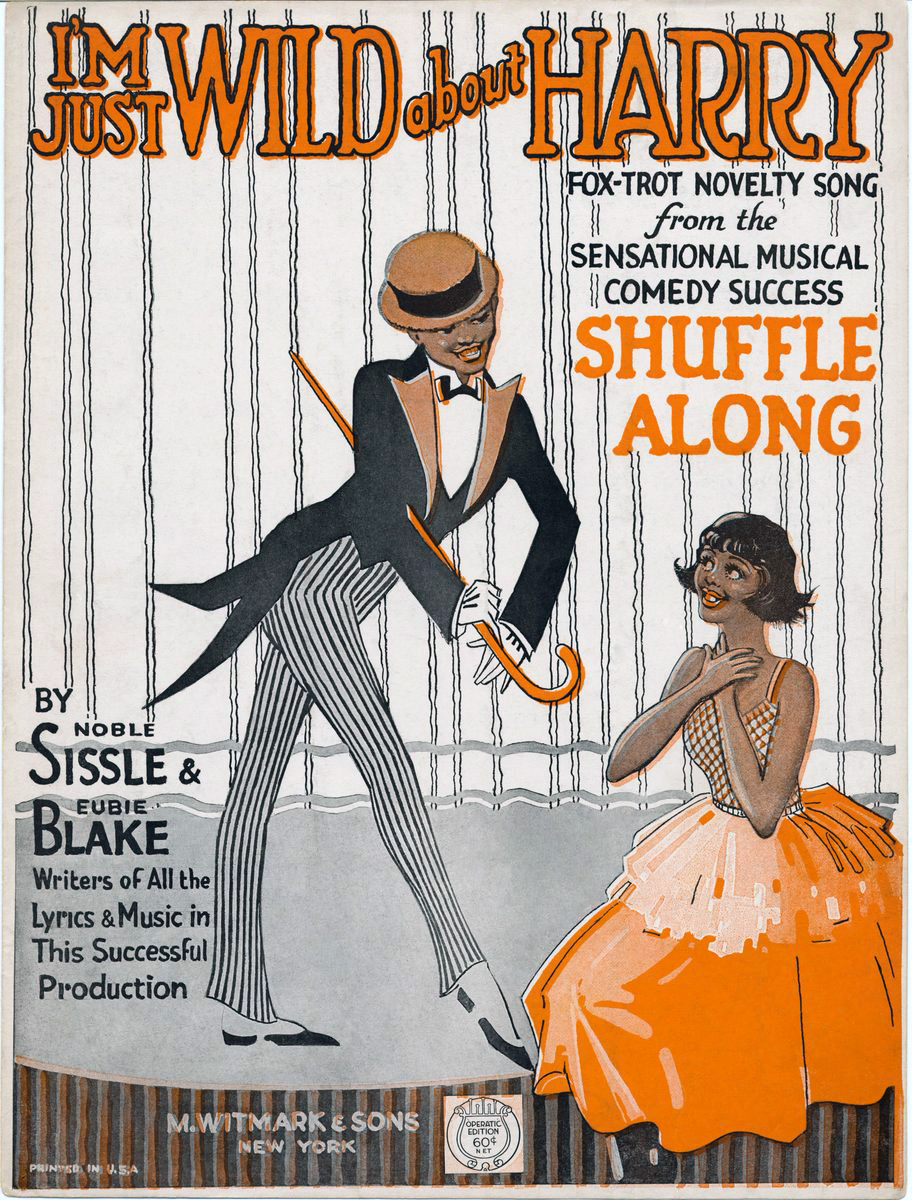 I'M
JUST WILD about HARRY
FOX-TROT NOVELTY SONG
from the
SENSATIONAL MUSICAL
COMEDY SUCCESS
SHUFFLE
ALONG
BY
NOBLE
SISSLE &
EUBIE
BLAKE
Writers of All the
Lyrics & Music in
This Successful
Production
M. WITMARK & SONS
NEW YORK
OPERATIC
EDITION
60¢
NET
PRINTED IN U.S.A